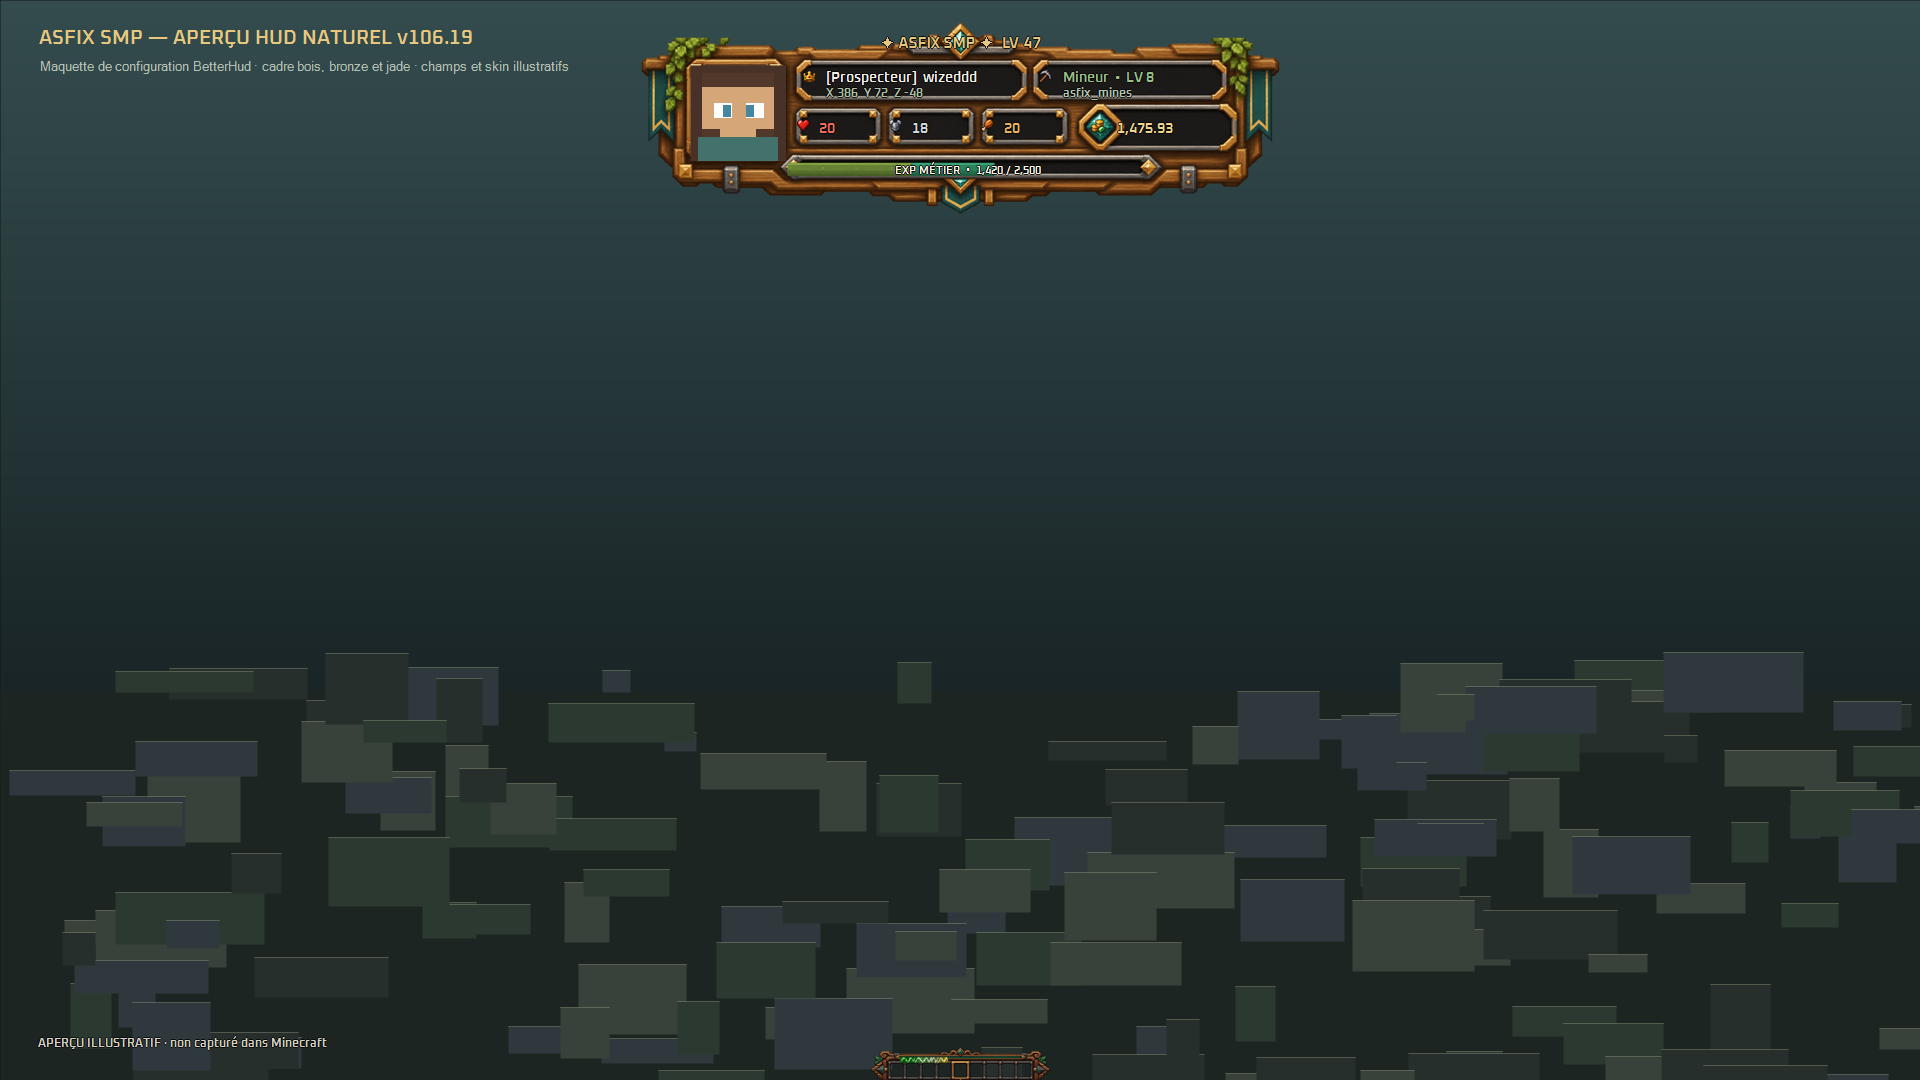 ASFIX SMP — APERÇU HUD NATUREL v106.19
Maquette de configuration BetterHud · cadre bois, bronze et jade · champs et skin illustratifs
✦ ASFIX SMP ✦ LV 47
[Prospecteur] wizeddd
X 386 Y 72 Z -48
Mineur • LV 8
asfix_mines
20
18
20
1,475.93
EXP MÉTIER • 1,420 / 2,500
APERÇU ILLUSTRATIF · non capturé dans Minecraft